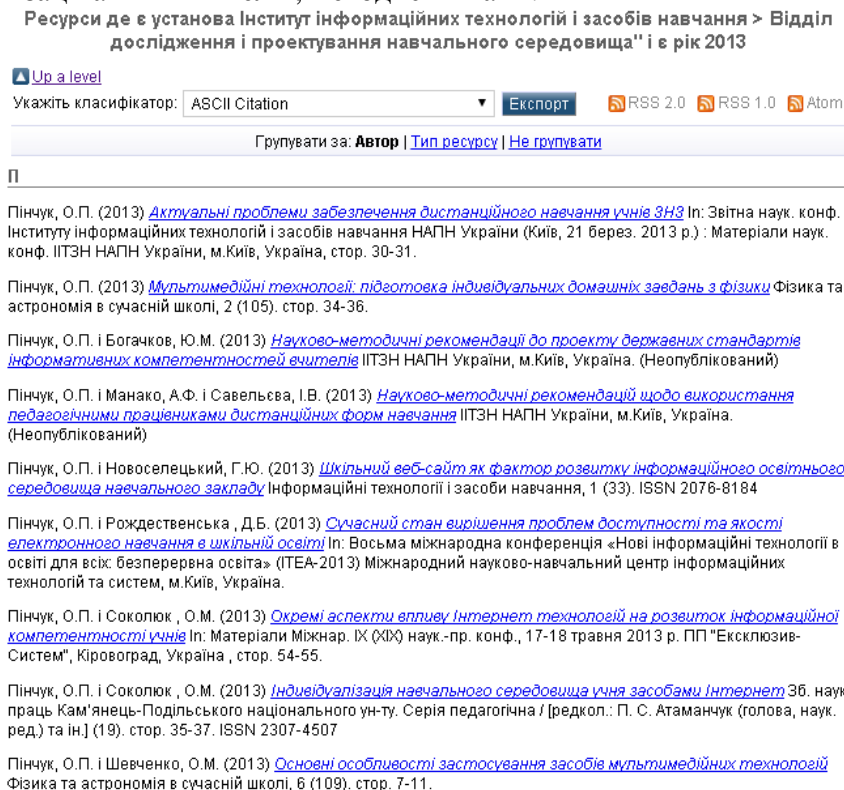 Ресурси де є установа Інститут інформаційних технологій і засобів навчання > Відділ
дослідження і проектування навчального середовища" і є рік 2013
Up a level
Укажіть класифікатор: ASCII Citation Експорт RSS 2.0 RSS 1.0 Atom
Групувати за: Автор | Тип ресурсу | Не групувати
П
Пінчук, О.П. (2013) Актуальні проблеми забезпечення дистанційного навчання учнів ЗНЗ In: Звітна наук. конф.
Інституту інформаційних технологій і засобів навчання НАПН України (Київ, 21 берез. 2013 р.) : Матеріали наук.
конф. ІІТЗН НАПН України, м.Київ, Україна, стор. 30-31.
Пінчук, О.П. (2013) Мультимедійні технології: підготовка індивідуальних домашніх завдань з фізики Фізика та
астрономія в сучасній школі, 2 (105). стор. 34-36.
Пінчук, О.П. і Богачков, Ю.М. (2013) Науково-методичні рекомендації до проекту державних стандартів
інформативних компетентностей вчителів ІІТЗН НАПН України, м.Київ, Україна. (Неопублікований)
Пінчук, О.П. і Манако, А.Ф. і Савельєва, І.В. (2013) Науково-методичні рекомендацій щодо використання
педагогічними працівниками дистанційних форм навчання ІІТЗН НАПН України, м.Київ, Україна.
(Неопублікований)
Пінчук, О.П. і Новоселецький, Г.Ю. (2013) Шкільний веб-сайт як фактор розвитку інформаційного освітнього
середовища навчального закладу Інформаційні технології і засоби навчання, 1 (33). ISSN 2076-8184
Пінчук, О.П. і Рождественська , Д.Б. (2013) Сучасний стан вирішення проблем доступності та якості
електронного навчання в шкільній освіті In: Восьма міжнародна конференція «Нові інформаційні технології в
освіті для всіх: безперервна освіта» (ITEA-2013) Міжнародний науково-навчальний центр інформаційних
технологій та систем, м.Київ, Україна.
Пінчук, О.П. і Соколюк , О.М. (2013) Окремі аспекти впливу Інтернет технологій на розвиток інформаційної
компетентності учнів In: Матеріали Міжнар. IX (XIX) наук.-пр. конф., 17-18 травня 2013 р. ПП "Ексклюзив-
Систем", Кіровоград, Україна , стор. 54-55.
Пінчук, О.П. і Соколюк , О.М. (2013) Індивідуалізація навчального середовища учня засобами Інтернет Зб. наук
праць Кам'янець-Подільського національного ун-ту. Серія педагогічна / [редкол.: П. С. Атаманчук (голова, наук.
ред.) та ін.] (19). стор. 35-37. ISSN 2307-4507
Пінчук, О.П. і Шевченко, О.М. (2013) Основні особливості застосування засобів мультимедійних технологій
Фізика та астрономія в сучасній школі, 6 (109). стор. 7-11.